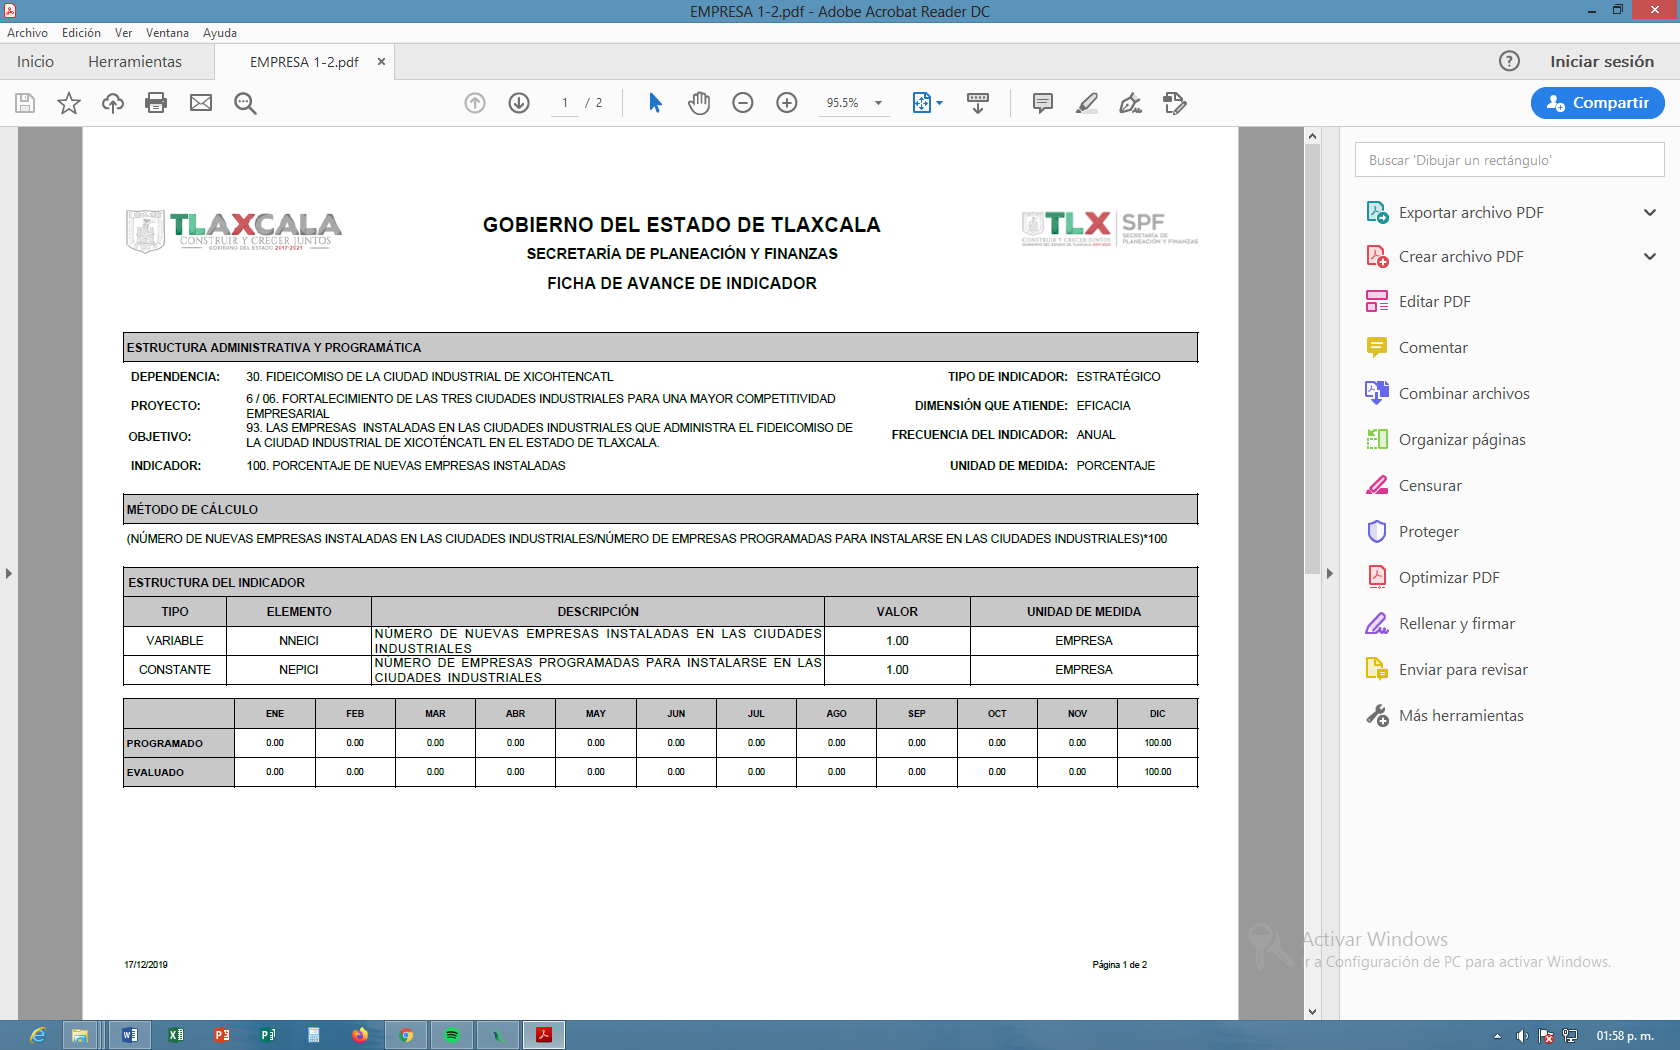 EMPRESA 1-2.pdf - Adobe Acrobat Reader DC
Archivo Edición Ver Ventana Ayuda
Inicio Herramientas EMPRESA 1-2.pdf Iniciar sesión
1 / 2 95.5% Compartir
Buscar 'Dibujar un rectángulo'
Exportar archivo PDF
Crear archivo PDF
Editar PDF
Comentar
Combinar archivos
Organizar páginas
Censurar
Proteger
Optimizar PDF
Rellenar y firmar
Enviar para revisar
Más herramientas
TLAXCALA
CONSTRUIR Y CRECER JUNTOS
GOBIERNO DEL ESTADO 2017-2021
GOBIERNO DEL ESTADO DE TLAXCALA
SECRETARÍA DE PLANEACIÓN Y FINANZAS
FICHA DE AVANCE DE INDICADOR
TLX SPF
CONSTRUIR Y CRECER JUNTOS
SECRETARÍA DE
PLANEACIÓN Y FINANZAS
ESTRUCTURA ADMINISTRATIVA Y PROGRAMÁTICA
DEPENDENCIA: 30. FIDEICOMISO DE LA CIUDAD INDUSTRIAL DE XICOHTENCATL TIPO DE INDICADOR: ESTRATÉGICO
PROYECTO: 6 / 06. FORTALECIMIENTO DE LAS TRES CIUDADES INDUSTRIALES PARA UNA MAYOR COMPETITIVIDAD
EMPRESARIAL DIMENSIÓN QUE ATIENDE: EFICACIA
OBJETIVO: 93. LAS EMPRESAS INSTALADAS EN LAS CIUDADES INDUSTRIALES QUE ADMINISTRA EL FIDEICOMISO DE
LA CIUDAD INDUSTRIAL DE XICOTÉNCATL EN EL ESTADO DE TLAXCALA. FRECUENCIA DEL INDICADOR: ANUAL
INDICADOR: 100. PORCENTAJE DE NUEVAS EMPRESAS INSTALADAS UNIDAD DE MEDIDA: PORCENTAJE
MÉTODO DE CÁLCULO
(NÚMERO DE NUEVAS EMPRESAS INSTALADAS EN LAS CIUDADES INDUSTRIALES/NÚMERO DE EMPRESAS PROGRAMADAS PARA INSTALARSE EN LAS CIUDADES INDUSTRIALES)*100
ESTRUCTURA DEL INDICADOR
TIPO ELEMENTO DESCRIPCIÓN VALOR UNIDAD DE MEDIDA
VARIABLE NNEICI NÚMERO DE NUEVAS EMPRESAS INSTALADAS EN LAS CIUDADES
INDUSTRIALES 1.00 EMPRESA
CONSTANTE NEPICI NÚMERO DE EMPRESAS PROGRAMADAS PARA INSTALARSE EN LAS
CIUDADES INDUSTRIALES 1.00 EMPRESA
ENE FEB MAR ABR MAY JUN JUL AGO SEP OCT NOV DIC
PROGRAMADO 0.00 0.00 0.00 0.00 0.00 0.00 0.00 0.00 0.00 0.00 0.00 100.00
EVALUADO 0.00 0.00 0.00 0.00 0.00 0.00 0.00 0.00 0.00 0.00 0.00 100.00
17/12/2019 Página 1 de 2
Activar Windows
Ir a Configuración de PC para activar Windows.
01:58 p. m.